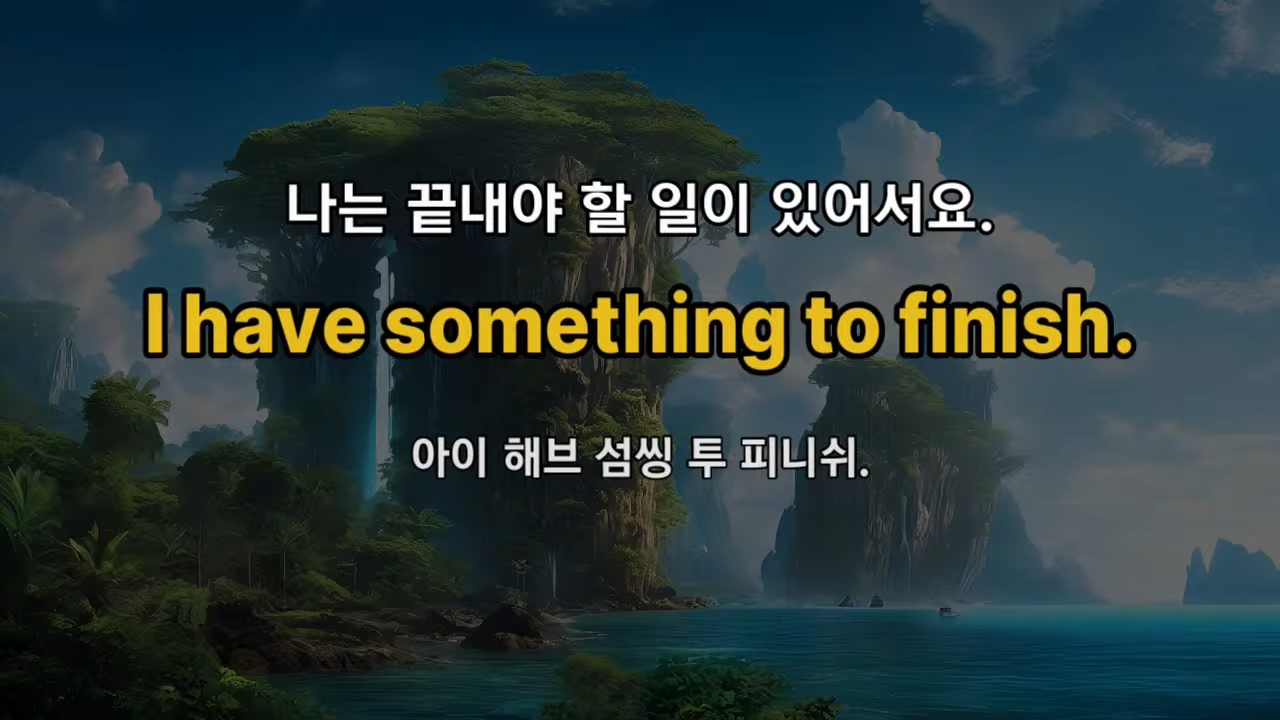 나는 끝내야 할 일이 있어서요.
I have something to finish.
아이 해브 섬씽 투 피니쉬.